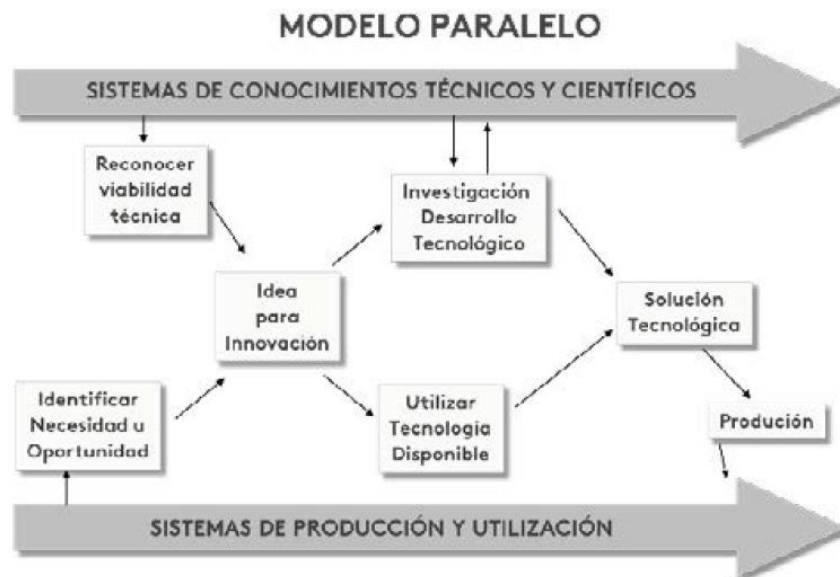 MODELO PARALELO
SISTEMAS DE CONOCIMIENTOS TÉCNICOS Y CIENTÍFICOS
Reconocer
viabilidad
técnica
Investigación
Desarrollo
Tecnológico
Idea
para
Innovación
Solución
Tecnológica
Identificar
Necesidad u
Oportunidad
Utilizar
Tecnología
Disponible
Produción
SISTEMAS DE PRODUCCIÓN Y UTILIZACIÓN